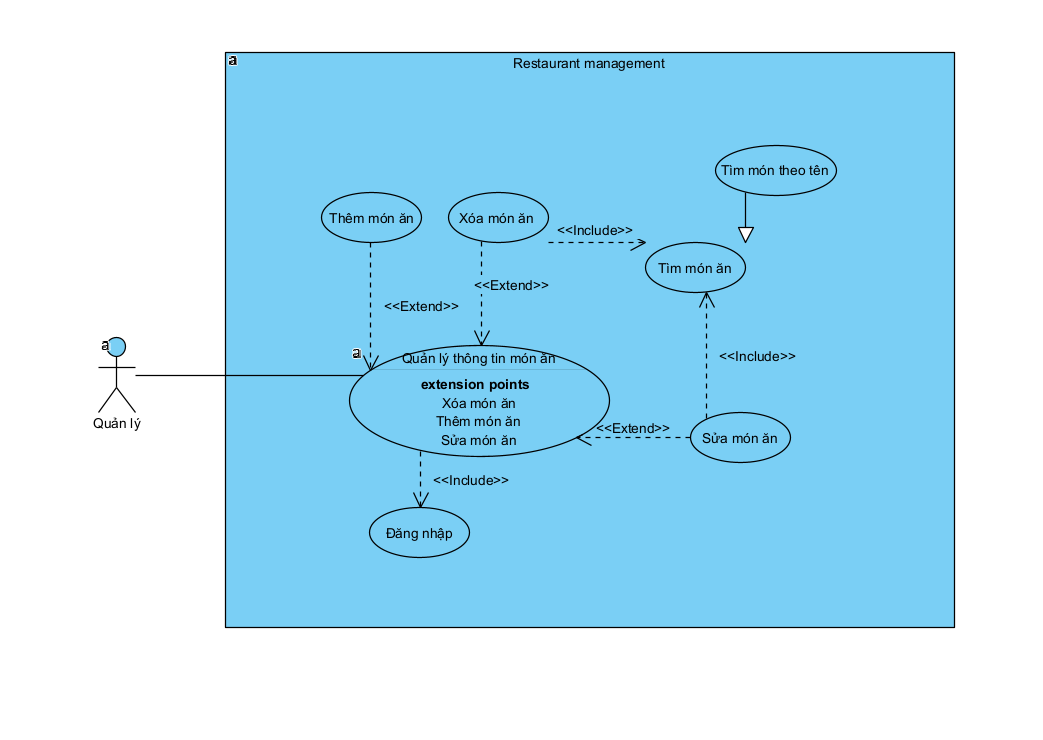 a
Restaurant management
Tìm món theo tên
Thêm món ăn
Xóa món ăn
<<Include>>
Tìm món ăn
<<Extend>>
<<Extend>>
a
a
Quản lý thông tin món ăn
<<Include>>
extension points
Xóa món ăn
Thêm món ăn
Sửa món ăn
Quản lý
<<Extend>>
Sửa món ăn
<<Include>>
Đăng nhập